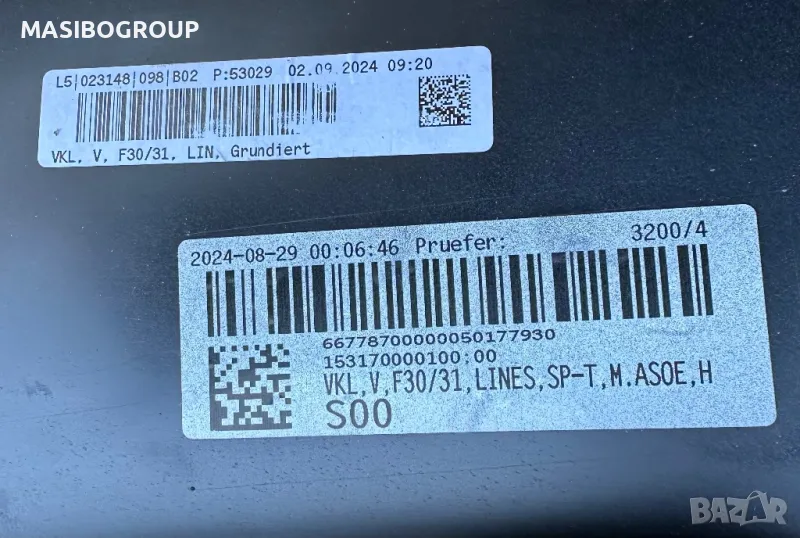 MASIBOGROUP
L5|023148|098|B02 P:53029 02.09.2024 09:20
VKL, V, F30/31, LIN, Grundiert
2024-08-29 00:06:46 Pruefer: 3200/4
66778700000050177930
153170000100:00
VKL,V,F30/31,LINES,SP-T,M.ASOE,H
S00
BAZAR